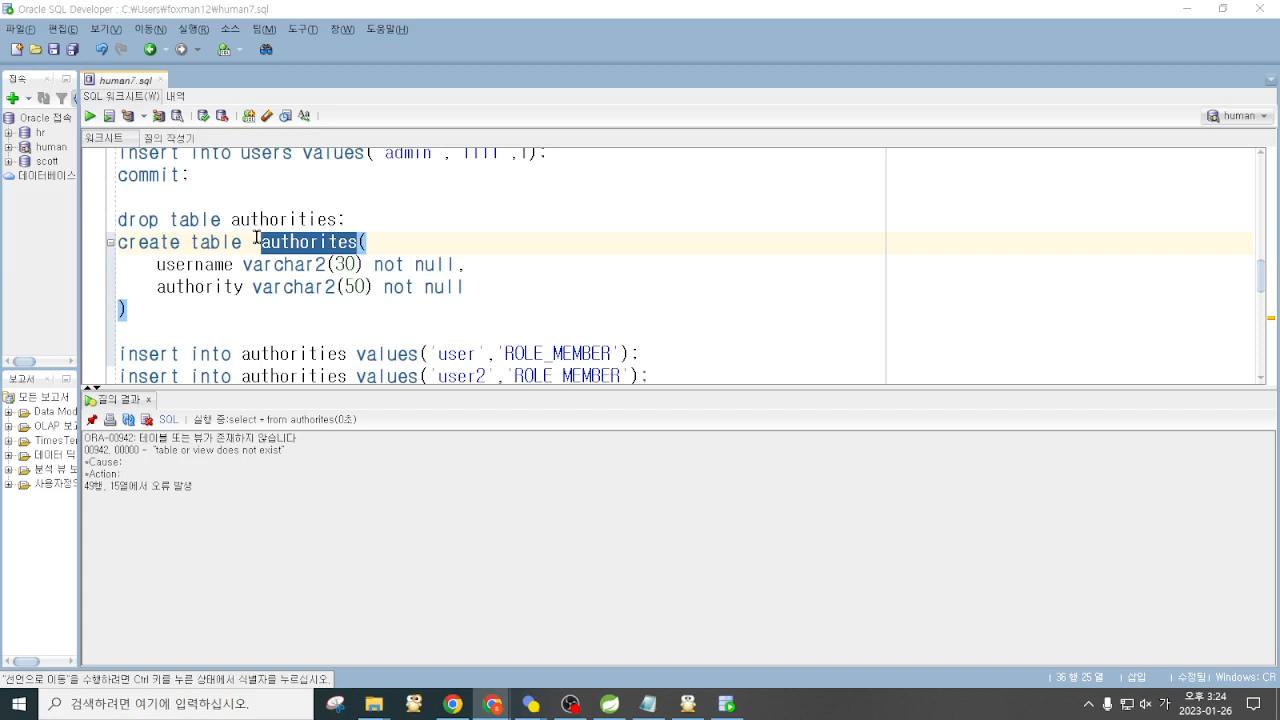 Oracle SQL Developer : C:\Users\foxman12\human7.sql
파일(F) 편집(E) 보기(V) 이동(N) 실행(R) 소스 팀(M) 도구(T) 창(W) 도움말(H)
접속
human7.sql
SQL 워크시트(W) 내역
Oracle 접속
hr
human
scott
데이터베이스
human
워크시트 질의 작성기
insert into users values('admin','1111',1);
commit;
drop table authorities;
create table authorites(
username varchar2(30) not null,
authority varchar2(50) not null
)
insert into authorities values('user','ROLE_MEMBER');
insert into authorities values('user2','ROLE_MEMBER');
보고서
모든 보고서
Data Mod
OLAP 보고
TimesTen
데이터 딕
분석 뷰 보
사용자정의
질의 결과
SQL | 실행 중:select * from authorites(0초)
ORA-00942: 테이블 또는 뷰가 존재하지 않습니다
00942. 00000 - "table or view does not exist"
*Cause:
*Action:
49행, 15열에서 오류 발생
"선언으로 이동"을 수행하려면 Ctrl 키를 누른 상태에서 식별자를 누르십시오.
36 행 25 열 | 삽입 | 수정됨 | Windows: CR
검색하려면 여기에 입력하십시오.
가
오후 3:24
2023-01-26